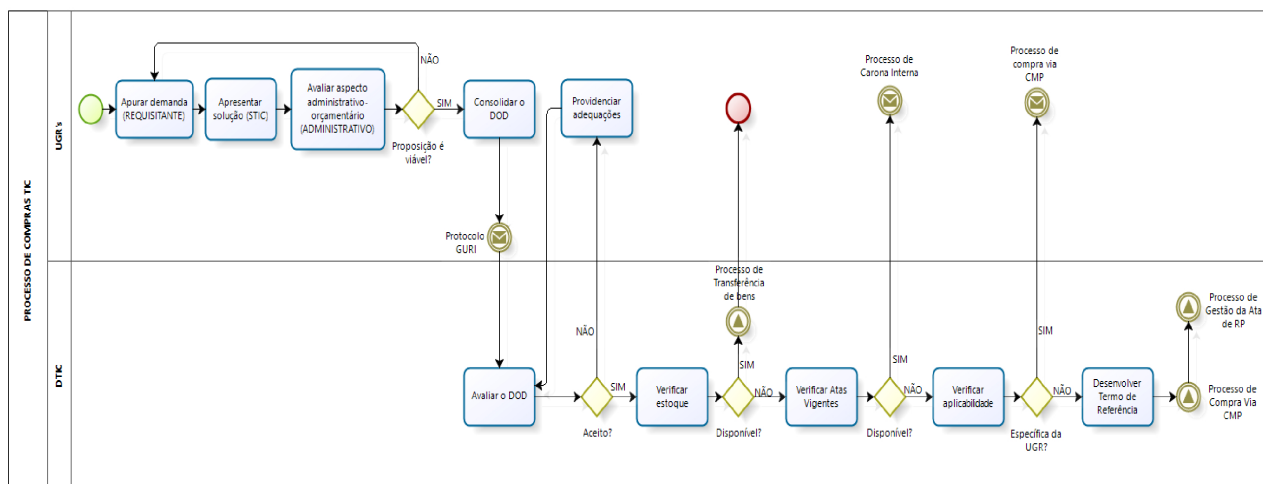 PROCESSO DE COMPRAS TIC
UGR's
Apurar demanda
(REQUISITANTE)
Apresentar
solução (STIC)
Avaliar aspecto
administrativo-
orçamentário
(ADMINISTRATIVO)
NÃO
SIM
Proposição é
viável?
Consolidar o
DOD
Providenciar
adequações
Processo de
Carona Interna
Processo de
compra via
CMP
Protocolo
GURI
DTIC
Avaliar o DOD
NÃO
SIM
Aceito?
Verificar
estoque
Processo de
Transferência
de bens
SIM
NÃO
Disponível?
Verificar Atas
Vigentes
SIM
NÃO
Disponível?
Verificar
aplicabilidade
SIM
NÃO
Específica da
UGR?
Desenvolver
Termo de
Referência
Processo de
Gestão da Ata
de RP
Processo de
Compra Via
CMP